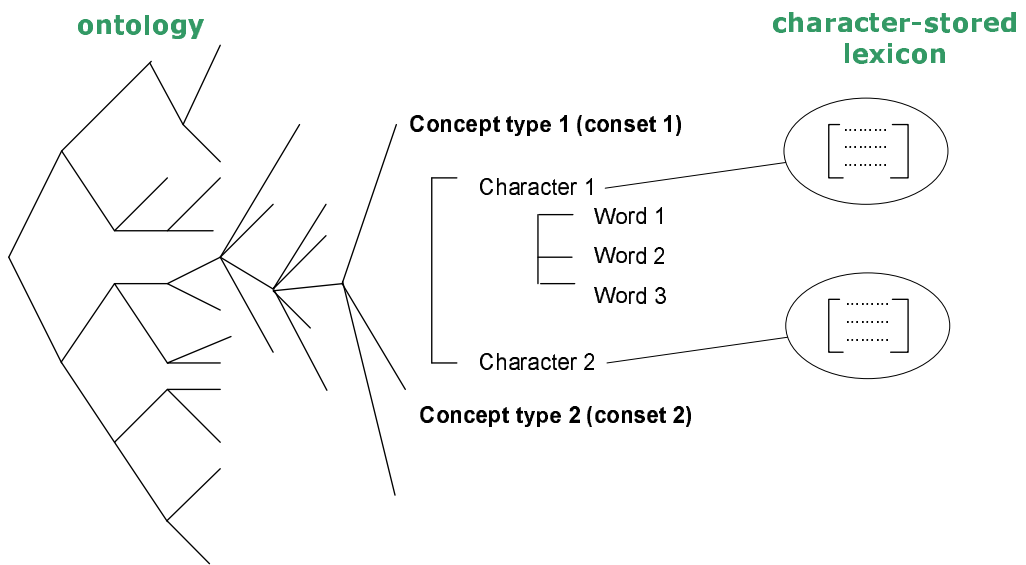 ontology
character-stored
lexicon
Concept type 1 (conset 1)
Character 1
Word 1
Word 2
Word 3
Character 2
Concept type 2 (conset 2)
.........
.........
.........
.........
.........
.........